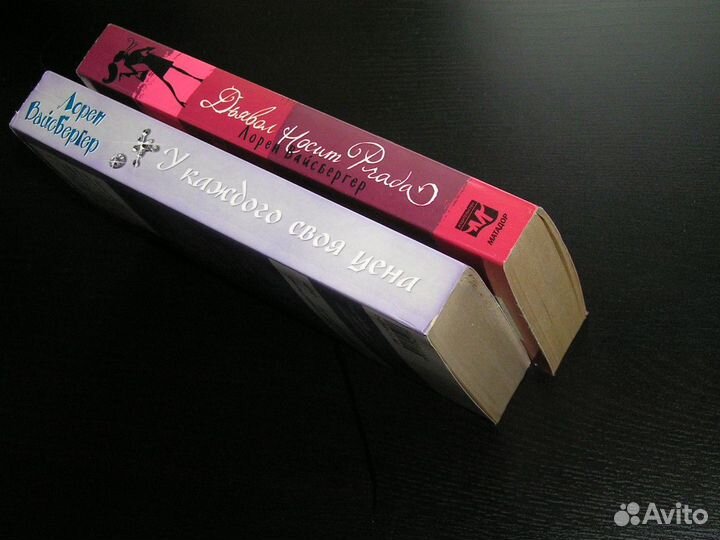 Дьявол Носит Prada
Лорен Вайсбергер
МАТАДОР
Лорен
Вайсбергер
У каждого своя цена
Avito